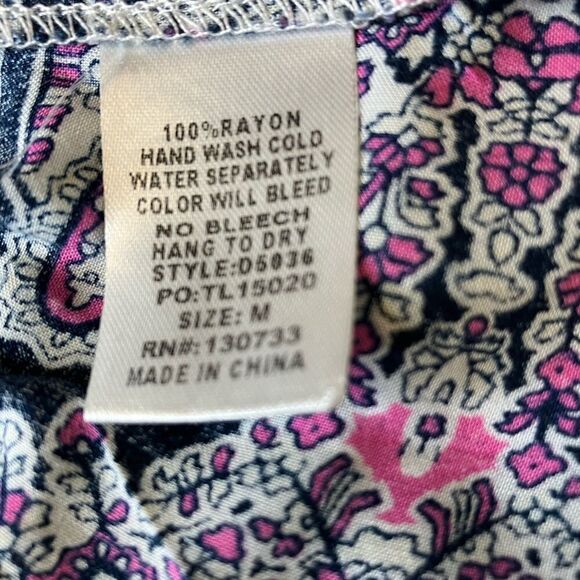 100%RAYON
HAND WASH COLD
WATER SEPARATELY
COLOR WILL BLEED
NO BLEECH
HANG TO DRY
STYLE:D5036
PO:TL15020
SIZE: M
RN#:130733
MADE IN CHINA